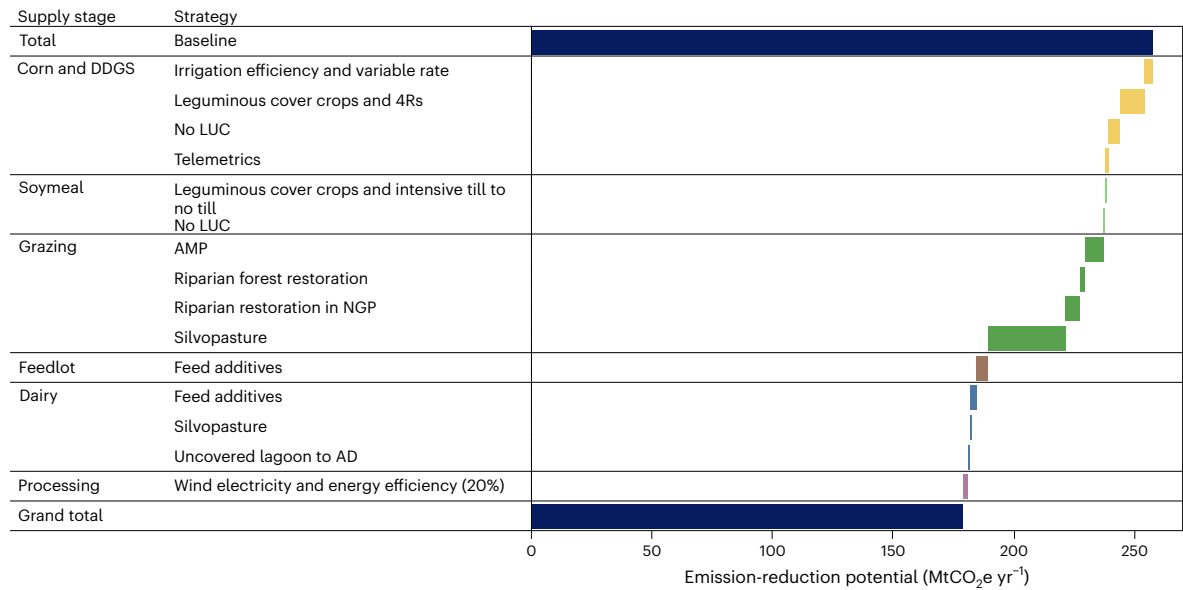 Supply stage Strategy
Total Baseline
Corn and DDGS Irrigation efficiency and variable rate
Leguminous cover crops and 4Rs
No LUC
Telemetrics
Soymeal Leguminous cover crops and intensive till to
no till
No LUC
Grazing AMP
Riparian forest restoration
Riparian restoration in NGP
Silvopasture
Feedlot Feed additives
Dairy Feed additives
Silvopasture
Uncovered lagoon to AD
Processing Wind electricity and energy efficiency (20%)
Grand total
0 50 100 150 200 250
Emission-reduction potential (MtCO₂e yr⁻¹)